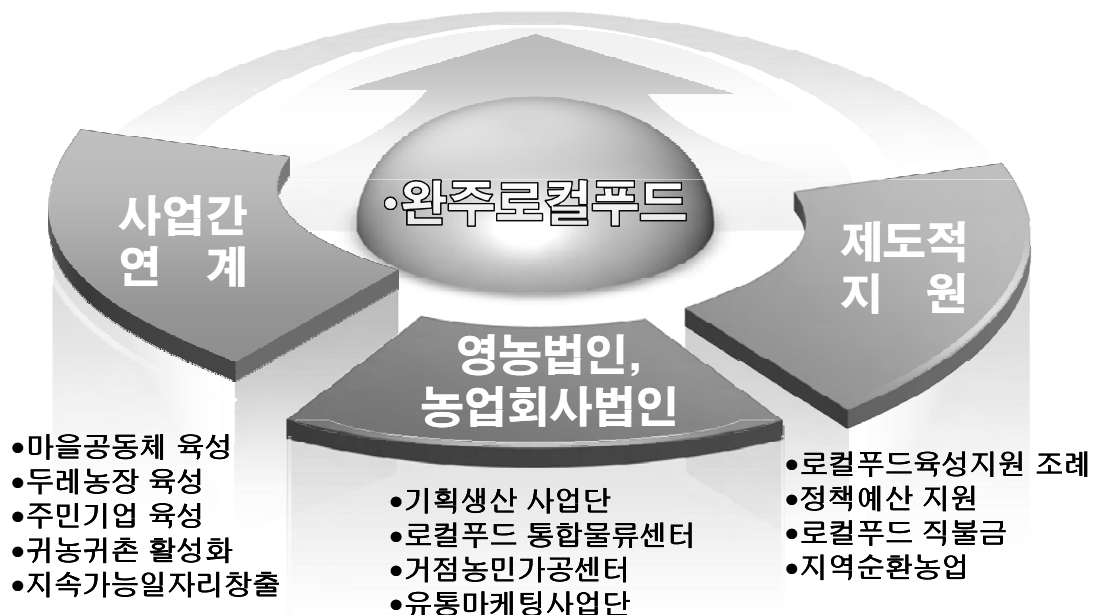 •완주로컬푸드
사업간
연 계
•마을공동체 육성
•두레농장 육성
•주민기업 육성
•귀농귀촌 활성화
•지속가능일자리창출
영농법인,
농업회사법인
•기획생산 사업단
•로컬푸드 통합물류센터
•거점농민가공센터
•유통마케팅사업단
제도적
지 원
•로컬푸드육성지원 조례
•정책예산 지원
•로컬푸드 직불금
•지역순환농업